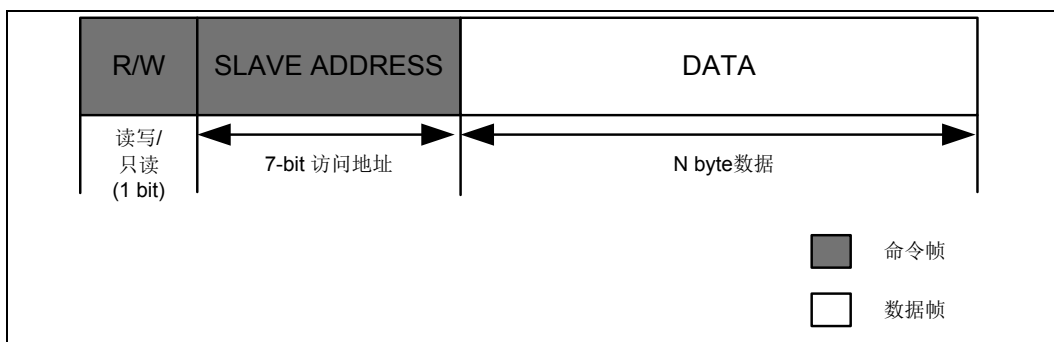 R/W SLAVE ADDRESS DATA
读写/
只读
(1 bit)
7-bit 访问地址
N byte数据
命令帧
数据帧